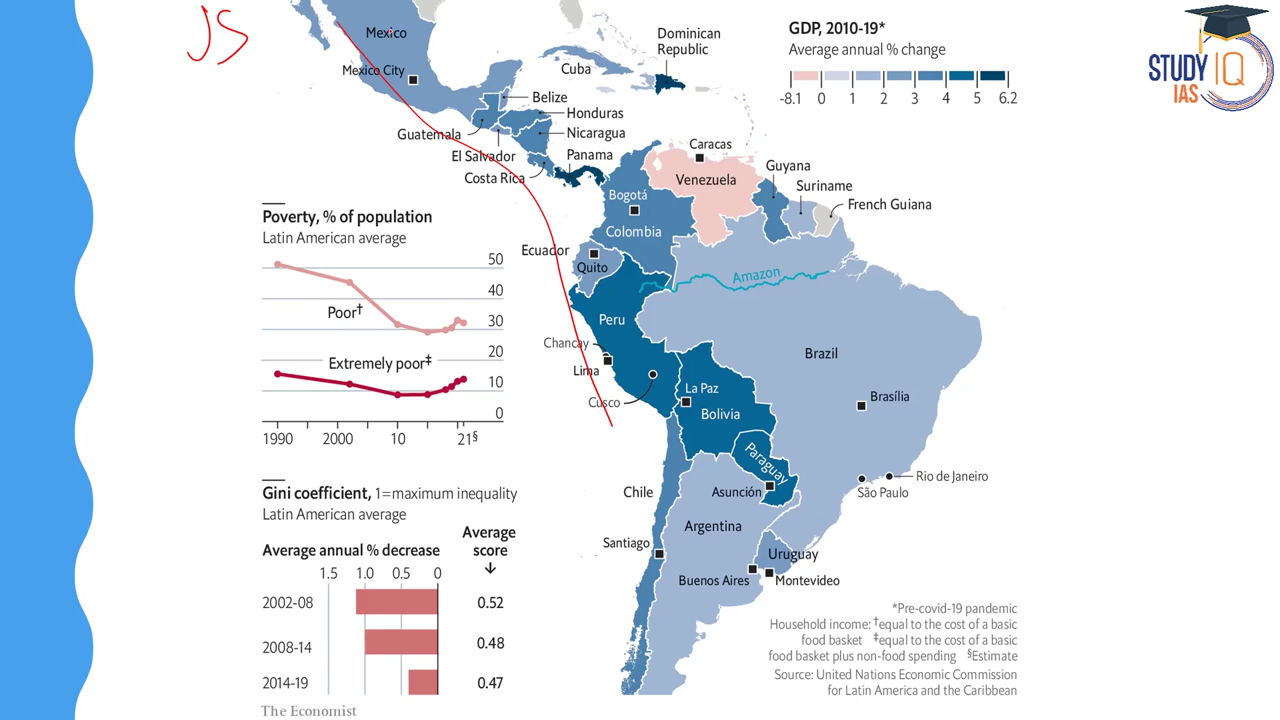 JS
STUDY IQ
IAS
GDP, 2010-19*
Average annual % change
-8.1 0 1 2 4 5 6.2
Mexico
Mexico City
Cuba
Dominican
Republic
Belize
Honduras
Guatemala
Nicaragua
El Salvador
Panama
Costa Rica
Caracas
Venezuela
Guyana
Suriname
French Guiana
Bogotá
Colombia
Ecuador
Quito
Amazon
Peru
Chancay
Lima
Cusco
Brazil
La Paz
Bolivia
Brasília
Paraguay
Asunción
Rio de Janeiro
São Paulo
Chile
Argentina
Santiago
Uruguay
Buenos Aires
Montevideo
Poverty, % of population
Latin American average
50
40
30
Poor†
20
Extremely poor‡
10
0
1990 2000 10 21§
Gini coefficient, 1=maximum inequality
Latin American average
Average annual % decrease
Average
score
1.5 1.0 0.5 0
2002-08 0.52
2008-14 0.48
2014-19 0.47
*Pre-covid-19 pandemic
Household income: †equal to the cost of a basic
food basket ‡equal to the cost of a basic
food basket plus non-food spending §Estimate
Source: United Nations Economic Commission
for Latin America and the Caribbean
The Economist